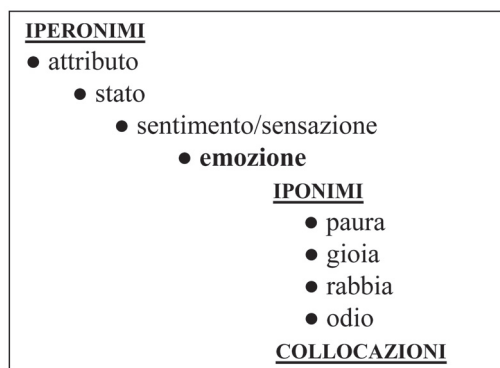 IPERONIMI
● attributo
● stato
● sentimento/sensazione
● emozione
IPONIMI
● paura
● gioia
● rabbia
● odio
COLLOCAZIONI